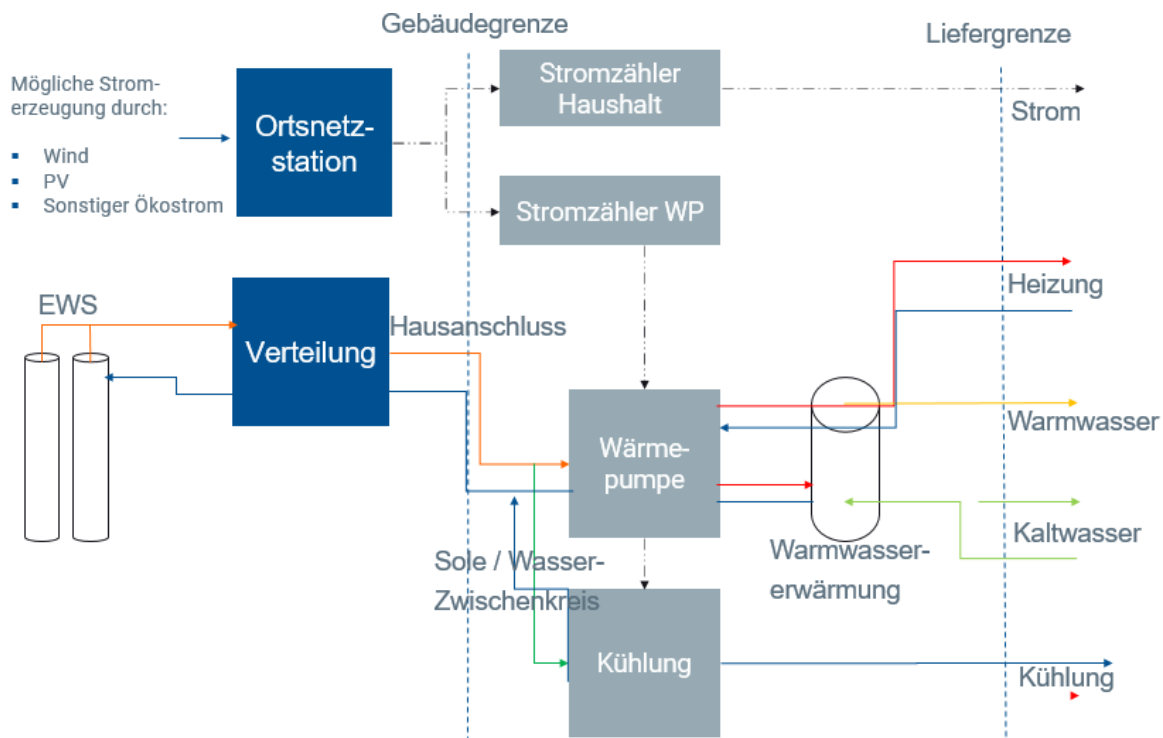 Gebäudegrenze
Liefergrenze
Mögliche Strom-
erzeugung durch:
▪ Wind
▪ PV
▪ Sonstiger Ökostrom
Ortsnetz-
station
Stromzähler
Haushalt
Strom
Stromzähler WP
EWS
Verteilung
Hausanschluss
Heizung
Wärme-
pumpe
Warmwasser
Kaltwasser
Warmwasser-
erwärmung
Sole / Wasser-
Zwischenkreis
Kühlung
Kühlung